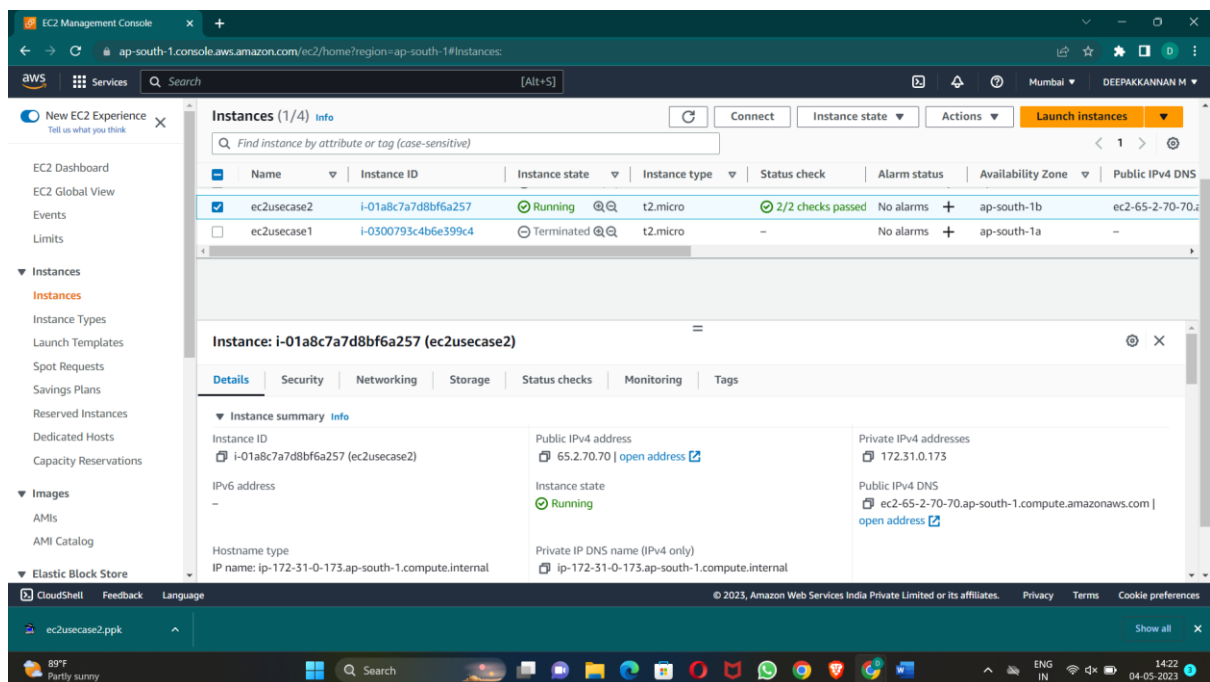 EC2 Management Console
ap-south-1.console.aws.amazon.com/ec2/home?region=ap-south-1#Instances:
D
aws Services Search [Alt+S] Mumbai DEEPAKKANNAN M
New EC2 Experience
Tell us what you think
EC2 Dashboard
EC2 Global View
Events
Limits
Instances
Instances
Instance Types
Launch Templates
Spot Requests
Savings Plans
Reserved Instances
Dedicated Hosts
Capacity Reservations
Images
AMIs
AMI Catalog
Elastic Block Store
Instances (1/4) Info Connect Instance state Actions Launch instances
Find instance by attribute or tag (case-sensitive) 1
Name Instance ID Instance state Instance type Status check Alarm status Availability Zone Public IPv4 DNS
ec2usecase2 i-01a8c7a7d8bf6a257 Running t2.micro 2/2 checks passed No alarms + ap-south-1b ec2-65-2-70-70.a
ec2usecase1 i-0300793c4b6e399c4 Terminated t2.micro – No alarms + ap-south-1a –
Instance: i-01a8c7a7d8bf6a257 (ec2usecase2)
Details Security Networking Storage Status checks Monitoring Tags
Instance summary Info
Instance ID Public IPv4 address Private IPv4 addresses
i-01a8c7a7d8bf6a257 (ec2usecase2) 65.2.70.70 | open address 172.31.0.173
IPv6 address Instance state Public IPv4 DNS
– Running ec2-65-2-70-70.ap-south-1.compute.amazonaws.com |
open address
Hostname type Private IP DNS name (IPv4 only)
IP name: ip-172-31-0-173.ap-south-1.compute.internal ip-172-31-0-173.ap-south-1.compute.internal
CloudShell Feedback Language © 2023, Amazon Web Services India Private Limited or its affiliates. Privacy Terms Cookie preferences
ec2usecase2.ppk Show all
89°F
Partly sunny
Search
ENG
IN
14:22
04-05-2023
3